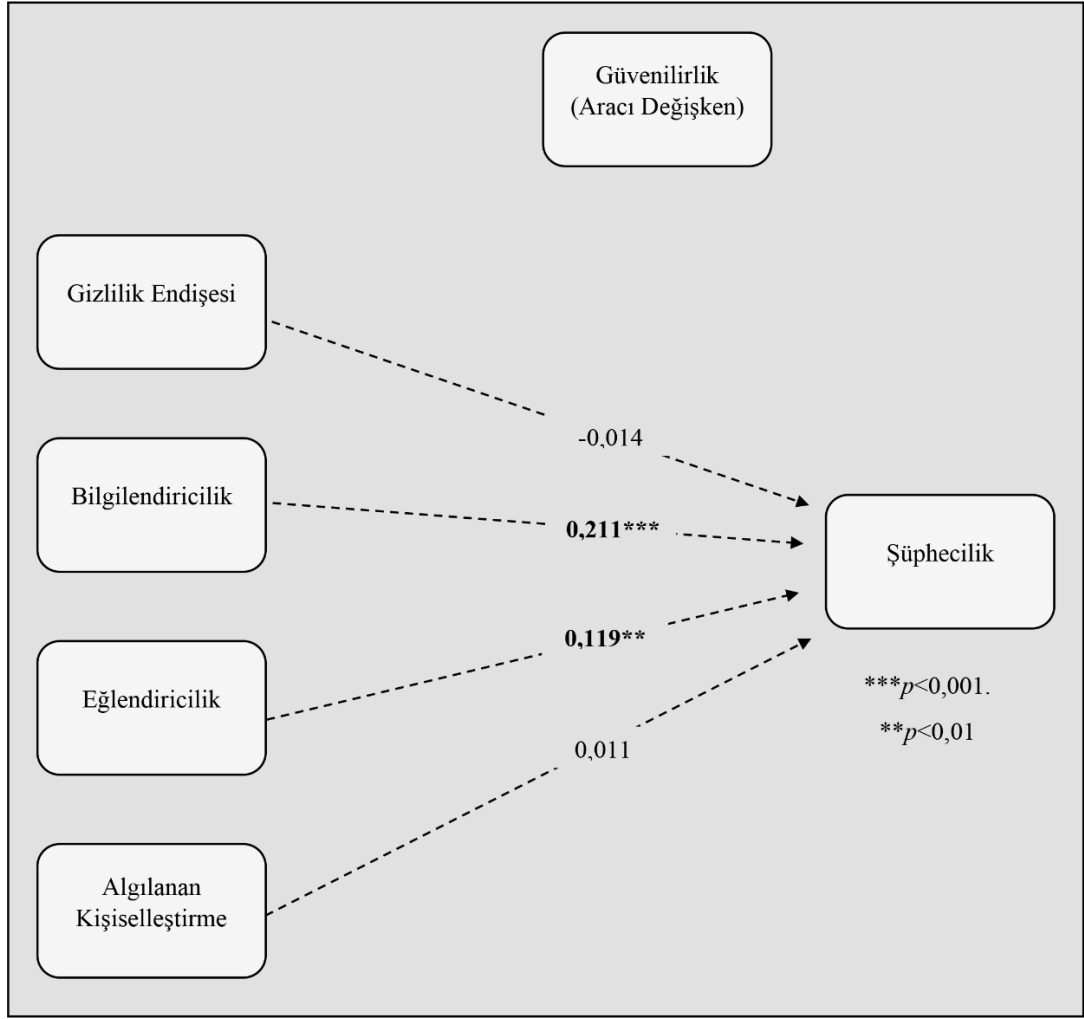 Güvenilirlik
(Aracı Değişken)
Gizlilik Endişesi
-0,014
Bilgilendiricilik
0,211***
Şüphecilik
0,119**
Eğlendiricilik
***p<0,001.
**p<0,01
0,011
Algılanan
Kişiselleştirme